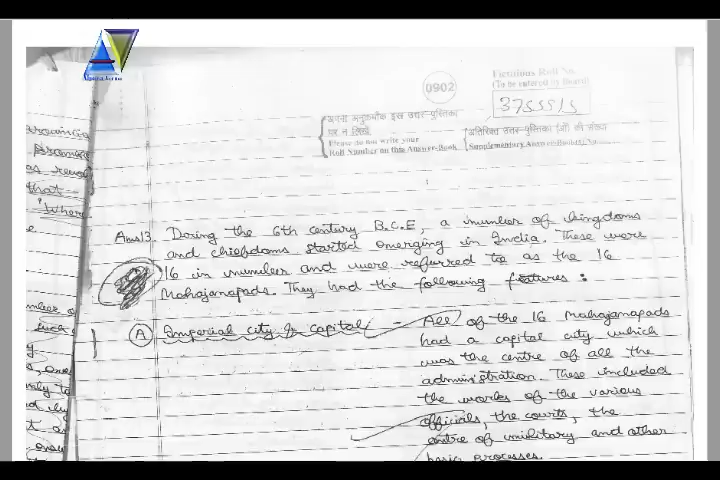 0902
Fictitious Roll No.
(To be entered by Board)
3755515
अपना अनुक्रमांक इस उत्तर-पुस्तिका
पर न लिखें
Please do not write your
Roll Number on this Answer-Book
अतिरिक्त उत्तर-पुस्तिका (ओं) की संख्या
Supplementary Answer-Book(s) No.
Ans13. During the 6th century B.C.E, a number of kingdoms
and chiefdoms started emerging in India. These were
16 in number and were refurred to as the 16
Mahajanapads. They had the following features :
(A) Imperial city & capital - All of the 16 Mahajanapads
had a capital city which
was the centre of all the
administration. These included
the works of the various
officials, the courts, the
centre of military and other
basic processes.
that
"Where